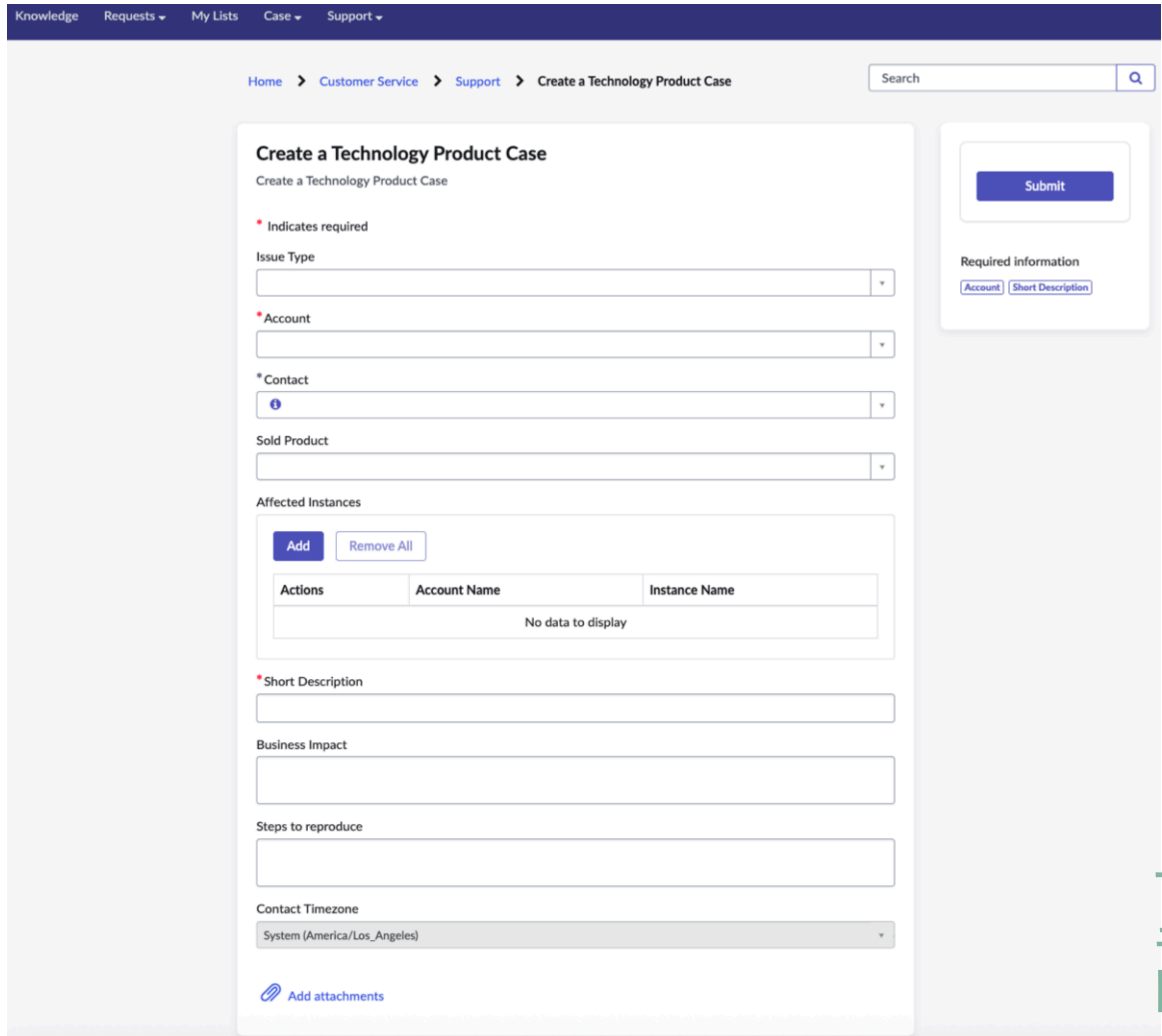 Knowledge Requests My Lists Case Support
Home > Customer Service > Support > Create a Technology Product Case
Search
Create a Technology Product Case
Create a Technology Product Case
* Indicates required
Issue Type
*Account
*Contact
Sold Product
Affected Instances
Add Remove All
Actions Account Name Instance Name
No data to display
*Short Description
Business Impact
Steps to reproduce
Contact Timezone
System (America/Los_Angeles)
Add attachments
Submit
Required information
Account Short Description